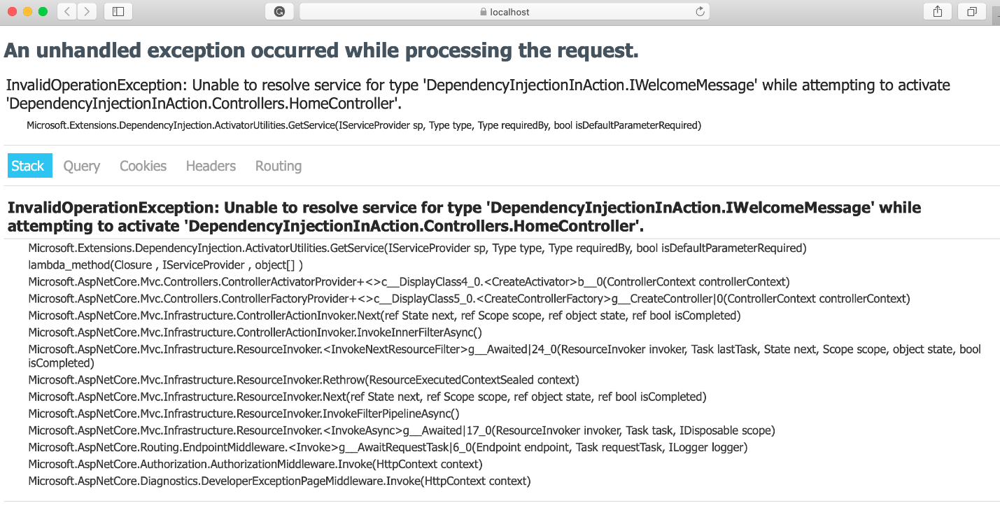 localhost
An unhandled exception occurred while processing the request.
InvalidOperationException: Unable to resolve service for type 'DependencyInjectionInAction.IWelcomeMessage' while attempting to activate
'DependencyInjectionInAction.Controllers.HomeController'.
Microsoft.Extensions.DependencyInjection.ActivatorUtilities.GetService(IServiceProvider sp, Type type, Type requiredBy, bool isDefaultParameterRequired)
Stack Query Cookies Headers Routing
InvalidOperationException: Unable to resolve service for type 'DependencyInjectionInAction.IWelcomeMessage' while
attempting to activate 'DependencyInjectionInAction.Controllers.HomeController'.
Microsoft.Extensions.DependencyInjection.ActivatorUtilities.GetService(IServiceProvider sp, Type type, Type requiredBy, bool isDefaultParameterRequired)
lambda_method(Closure , IServiceProvider , object[] )
Microsoft.AspNetCore.Mvc.Controllers.ControllerActivatorProvider+<>c__DisplayClass4_0.<CreateActivator>b__0(ControllerContext controllerContext)
Microsoft.AspNetCore.Mvc.Controllers.ControllerFactoryProvider+<>c__DisplayClass5_0.<CreateControllerFactory>g__CreateController|0(ControllerContext controllerContext)
Microsoft.AspNetCore.Mvc.Infrastructure.ControllerActionInvoker.Next(ref State next, ref Scope scope, ref object state, ref bool isCompleted)
Microsoft.AspNetCore.Mvc.Infrastructure.ControllerActionInvoker.InvokeInnerFilterAsync()
Microsoft.AspNetCore.Mvc.Infrastructure.ResourceInvoker.<InvokeNextResourceFilter>g__Awaited|24_0(ResourceInvoker invoker, Task lastTask, State next, Scope scope, object state, bool
isCompleted)
Microsoft.AspNetCore.Mvc.Infrastructure.ResourceInvoker.Rethrow(ResourceExecutedContextSealed context)
Microsoft.AspNetCore.Mvc.Infrastructure.ResourceInvoker.Next(ref State next, ref Scope scope, ref object state, ref bool isCompleted)
Microsoft.AspNetCore.Mvc.Infrastructure.ResourceInvoker.InvokeFilterPipelineAsync()
Microsoft.AspNetCore.Mvc.Infrastructure.ResourceInvoker.<InvokeAsync>g__Awaited|17_0(ResourceInvoker invoker, Task task, IDisposable scope)
Microsoft.AspNetCore.Routing.EndpointMiddleware.<Invoke>g__AwaitRequestTask|6_0(Endpoint endpoint, Task requestTask, ILogger logger)
Microsoft.AspNetCore.Authorization.AuthorizationMiddleware.Invoke(HttpContext context)
Microsoft.AspNetCore.Diagnostics.DeveloperExceptionPageMiddleware.Invoke(HttpContext context)